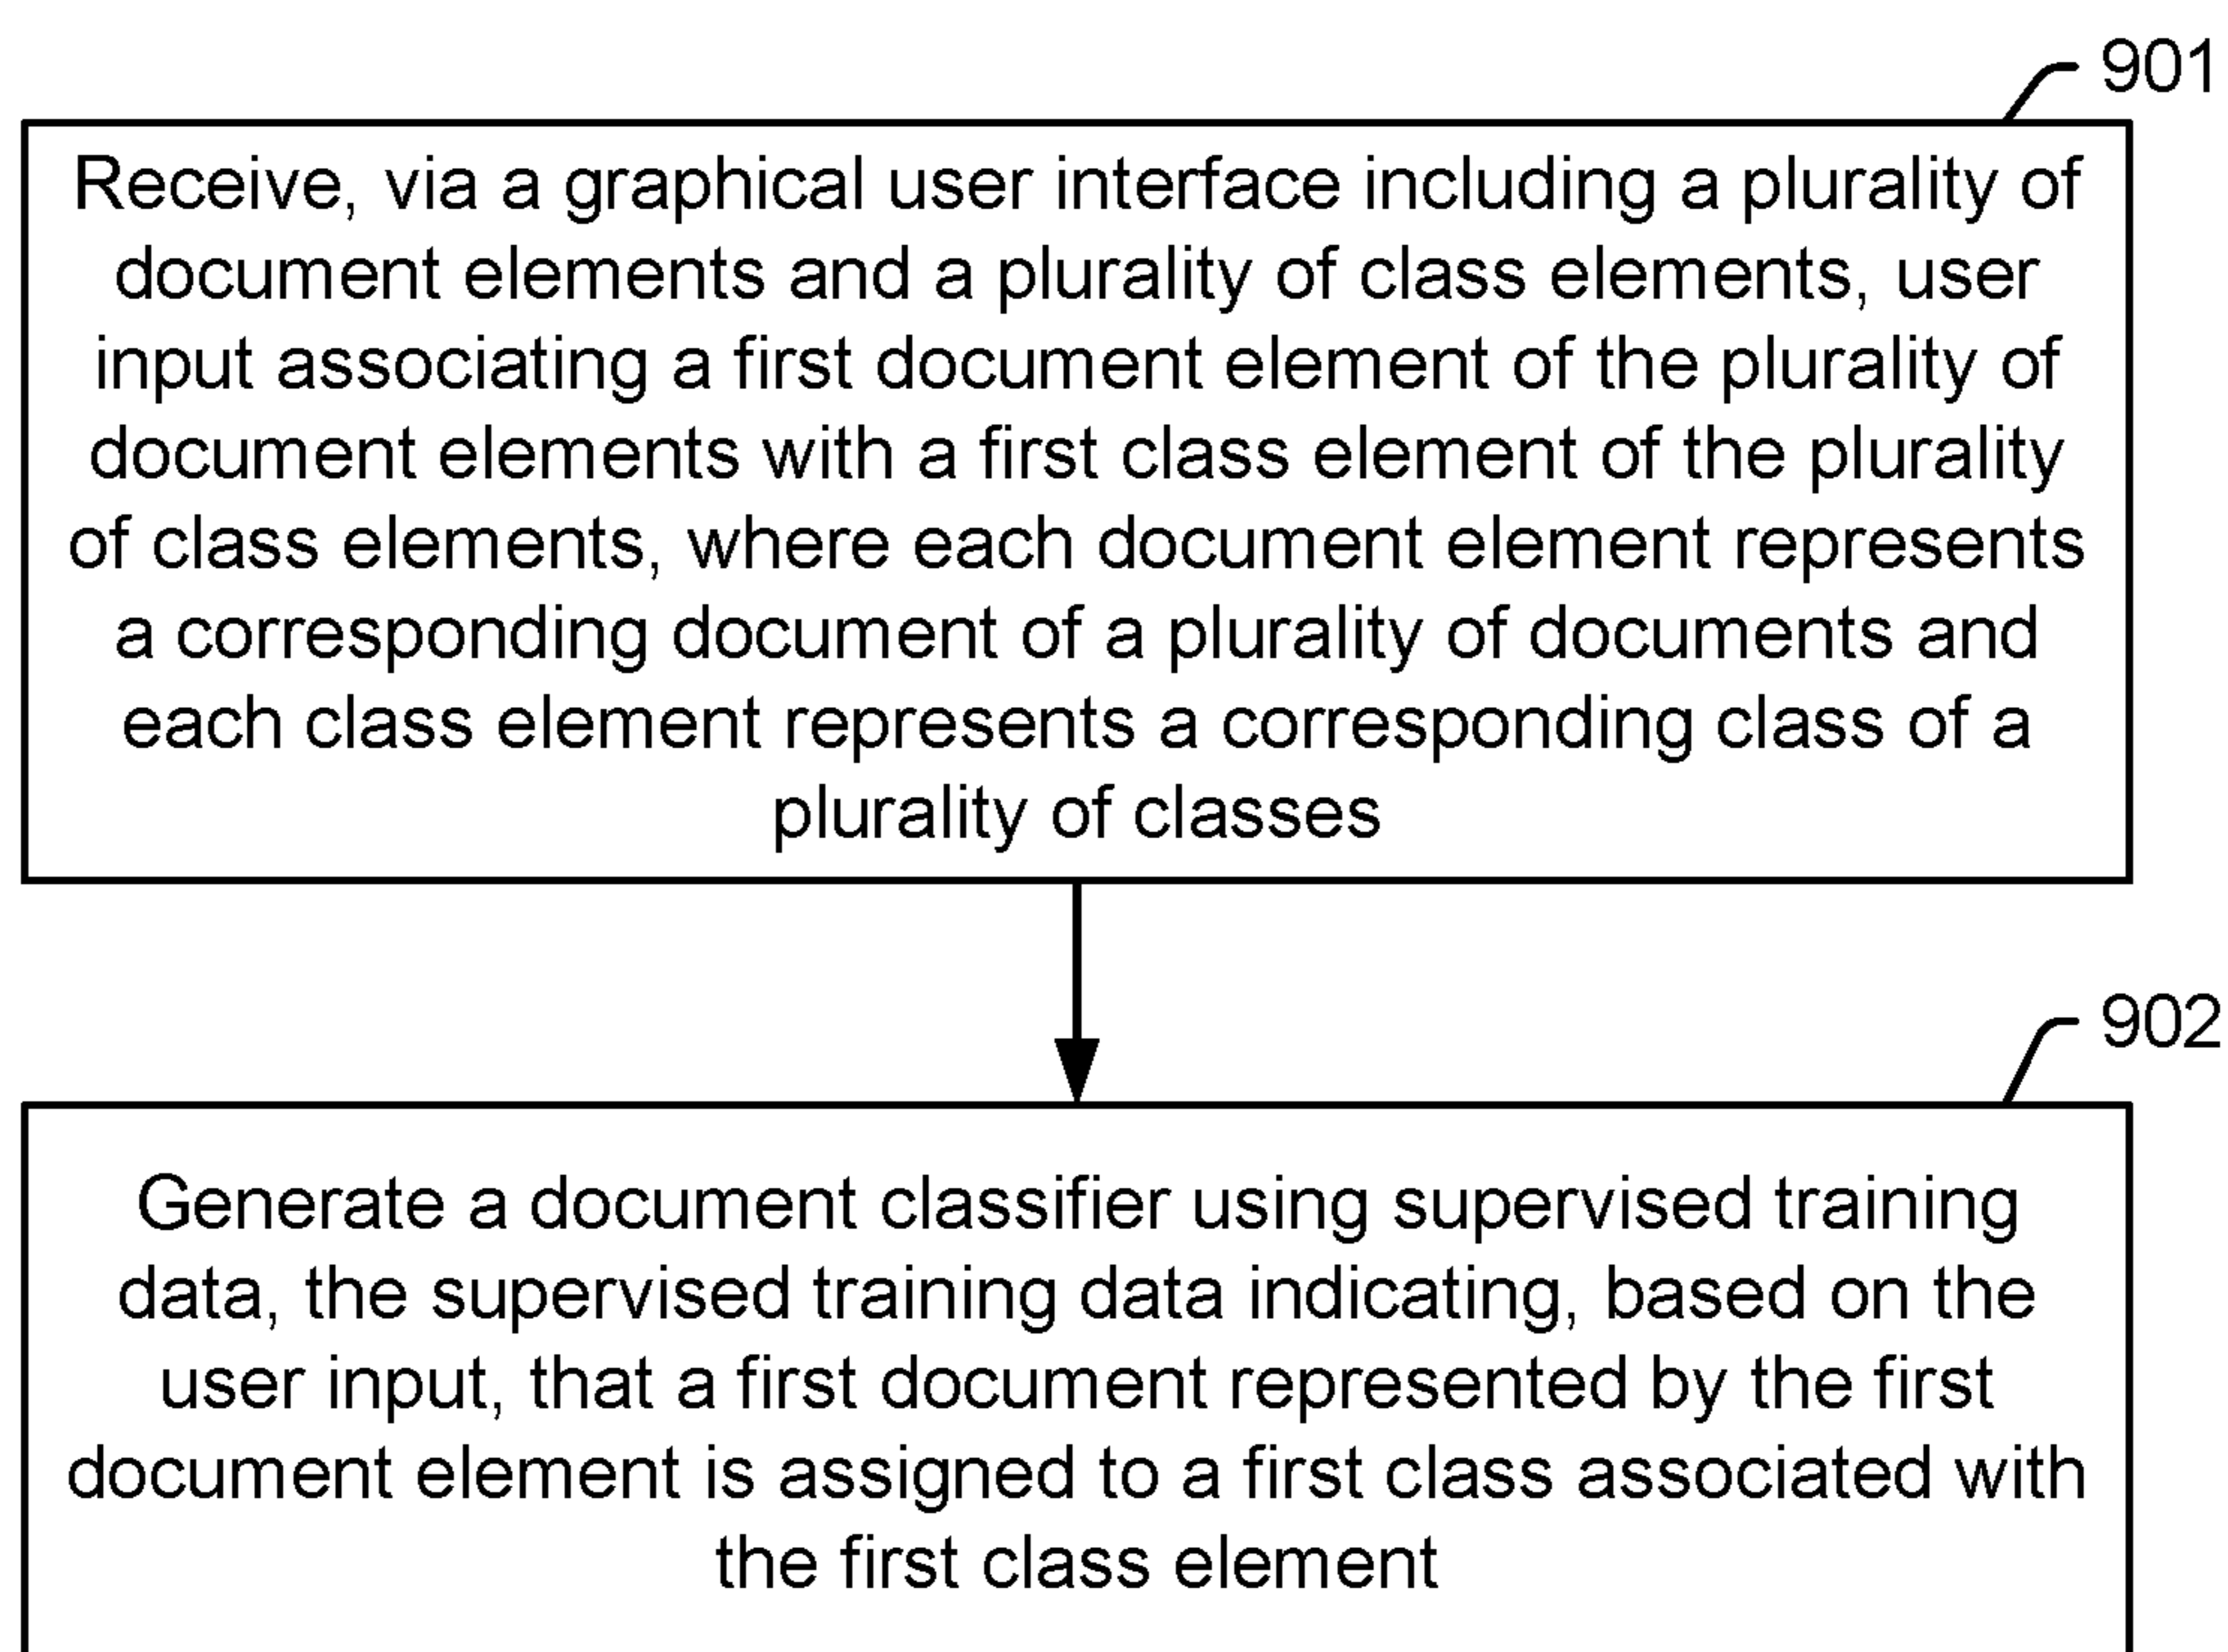 901
Receive, via a graphical user interface including a plurality of
document elements and a plurality of class elements, user
input associating a first document element of the plurality of
document elements with a first class element of the plurality
of class elements, where each document element represents
a corresponding document of a plurality of documents and
each class element represents a corresponding class of a
plurality of classes
902
Generate a document classifier using supervised training
data, the supervised training data indicating, based on the
user input, that a first document represented by the first
document element is assigned to a first class associated with
the first class element